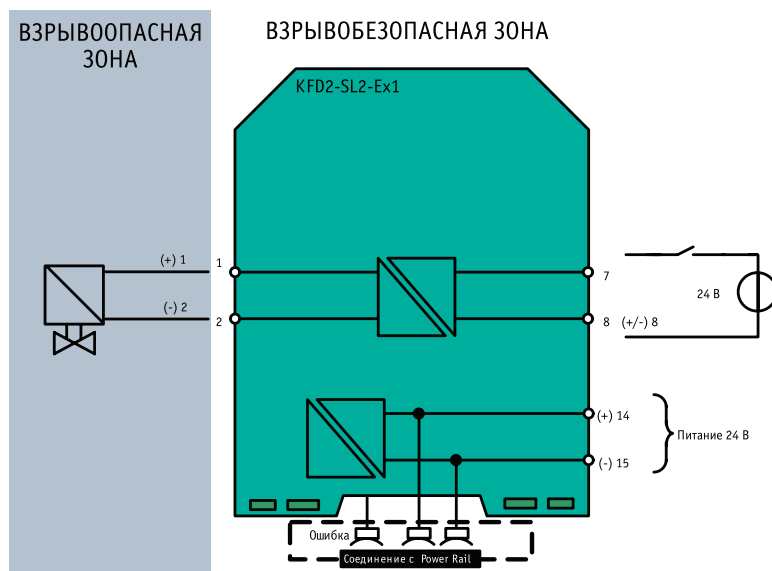 ВЗРЫВООПАСНАЯ
ЗОНА
ВЗРЫВОБЕЗОПАСНАЯ ЗОНА
KFD2-SL2-Ex1
(+) 1
1
7
24 В
(-) 2
2
8
(+/-) 8
(+) 14
Питание 24 В
(-) 15
Ошибка
Соединение с Power Rail